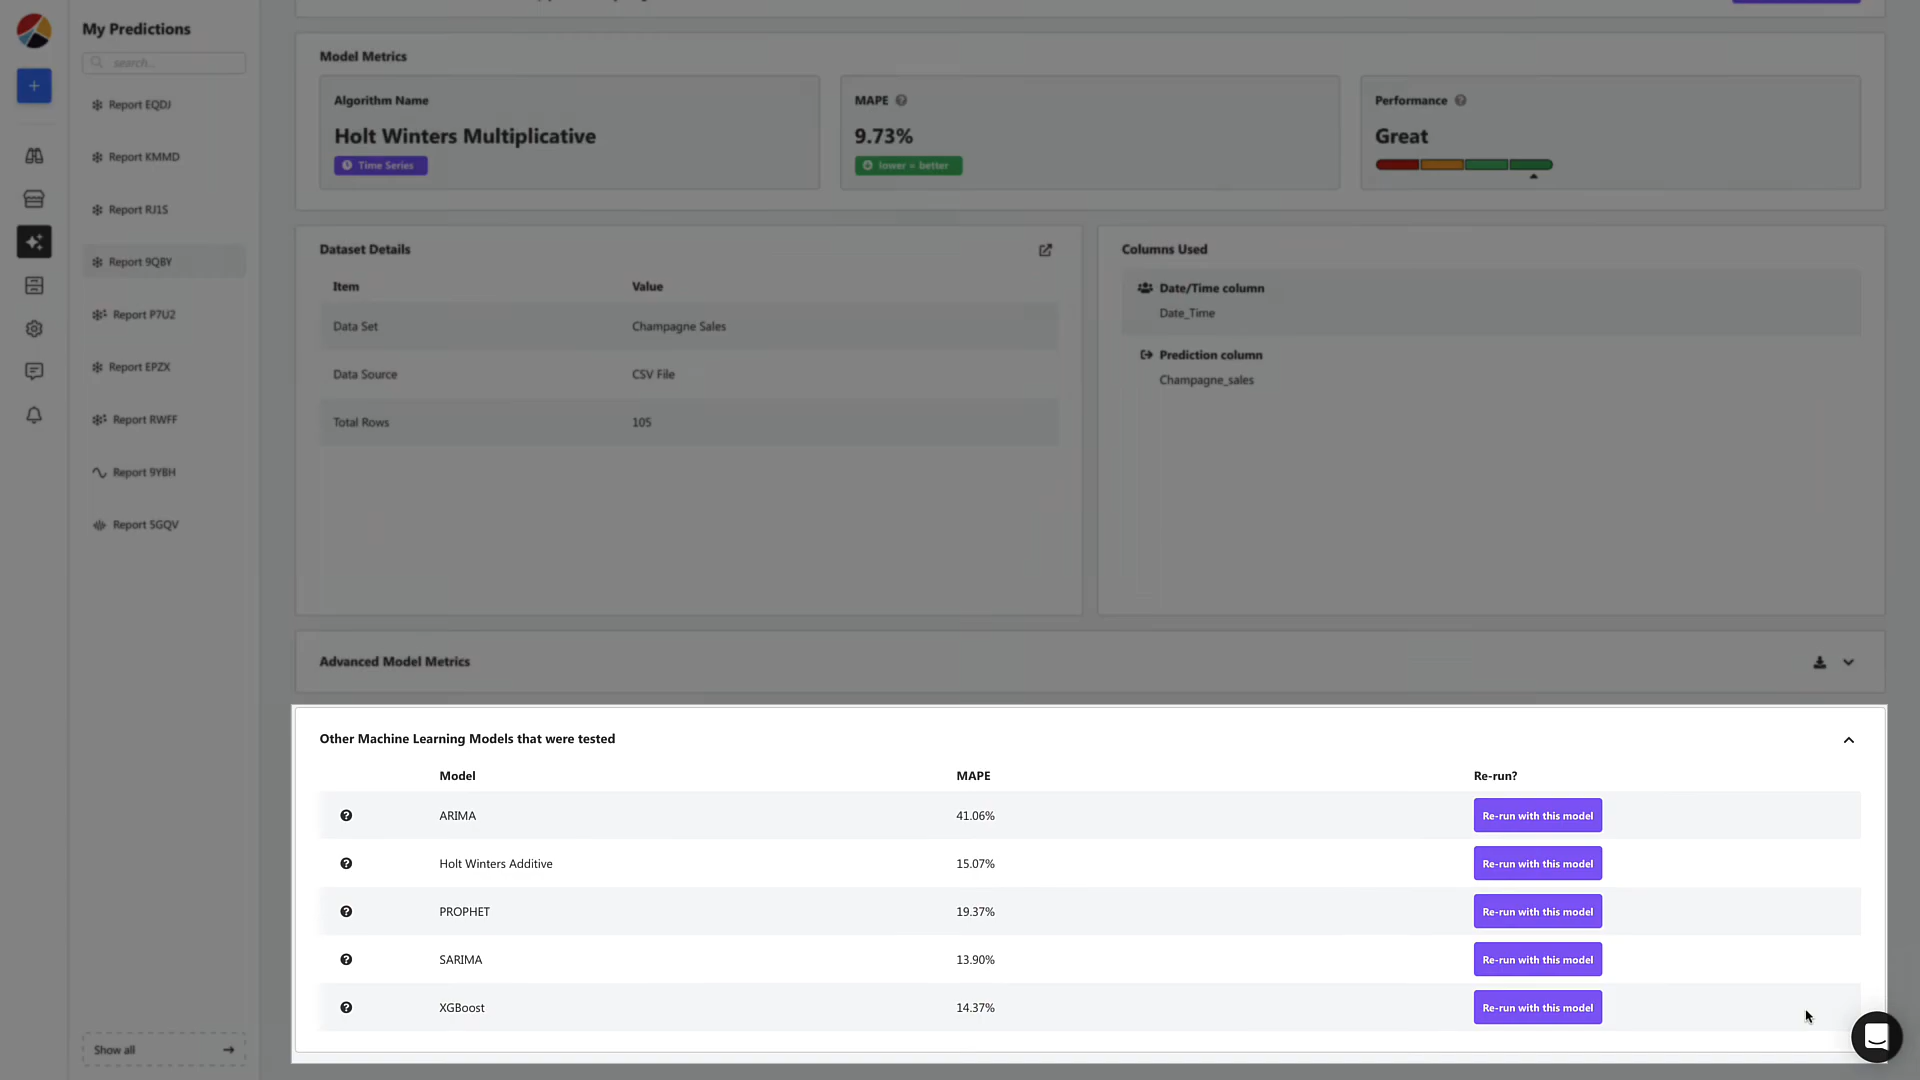 My Predictions
search...
Report EQDJ
Report KMMD
Report RJ1S
Report 9QBY
Report P7U2
Report EPZX
Report RWFF
Report 9YBH
Report 5GQV
Show all
Model Metrics
Algorithm Name
Holt Winters Multiplicative
Time Series
MAPE
9.73%
lower = better
Performance
Great
Dataset Details
Item Value
Data Set Champagne Sales
Data Source CSV File
Total Rows 105
Columns Used
Date/Time column
Date_Time
Prediction column
Champagne_sales
Advanced Model Metrics
Other Machine Learning Models that were tested
Model MAPE Re-run?
ARIMA 41.06% Re-run with this model
Holt Winters Additive 15.07% Re-run with this model
PROPHET 19.37% Re-run with this model
SARIMA 13.90% Re-run with this model
XGBoost 14.37% Re-run with this model